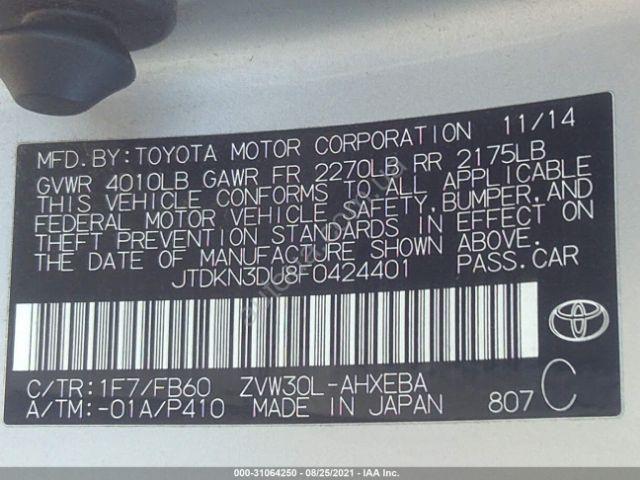 MFD.BY:TOYOTA MOTOR CORPORATION 11/14
GVWR 4010LB GAWR FR 2270LB RR 2175LB
THIS VEHICLE CONFORMS TO ALL APPLICABLE
FEDERAL MOTOR VEHICLE SAFETY,BUMPER,AND
THEFT PREVENTION STANDARDS IN EFFECT ON
THE DATE OF MANUFACTURE SHOWN ABOVE.
JTDKN3DU8F0424401 PASS.CAR
C/TR:1F7/FB60 ZVW30L-AHXEBA
A/TM:-01A/P410 MADE IN JAPAN 807 C
000-31064250 - 08/25/2021 - IAA Inc.